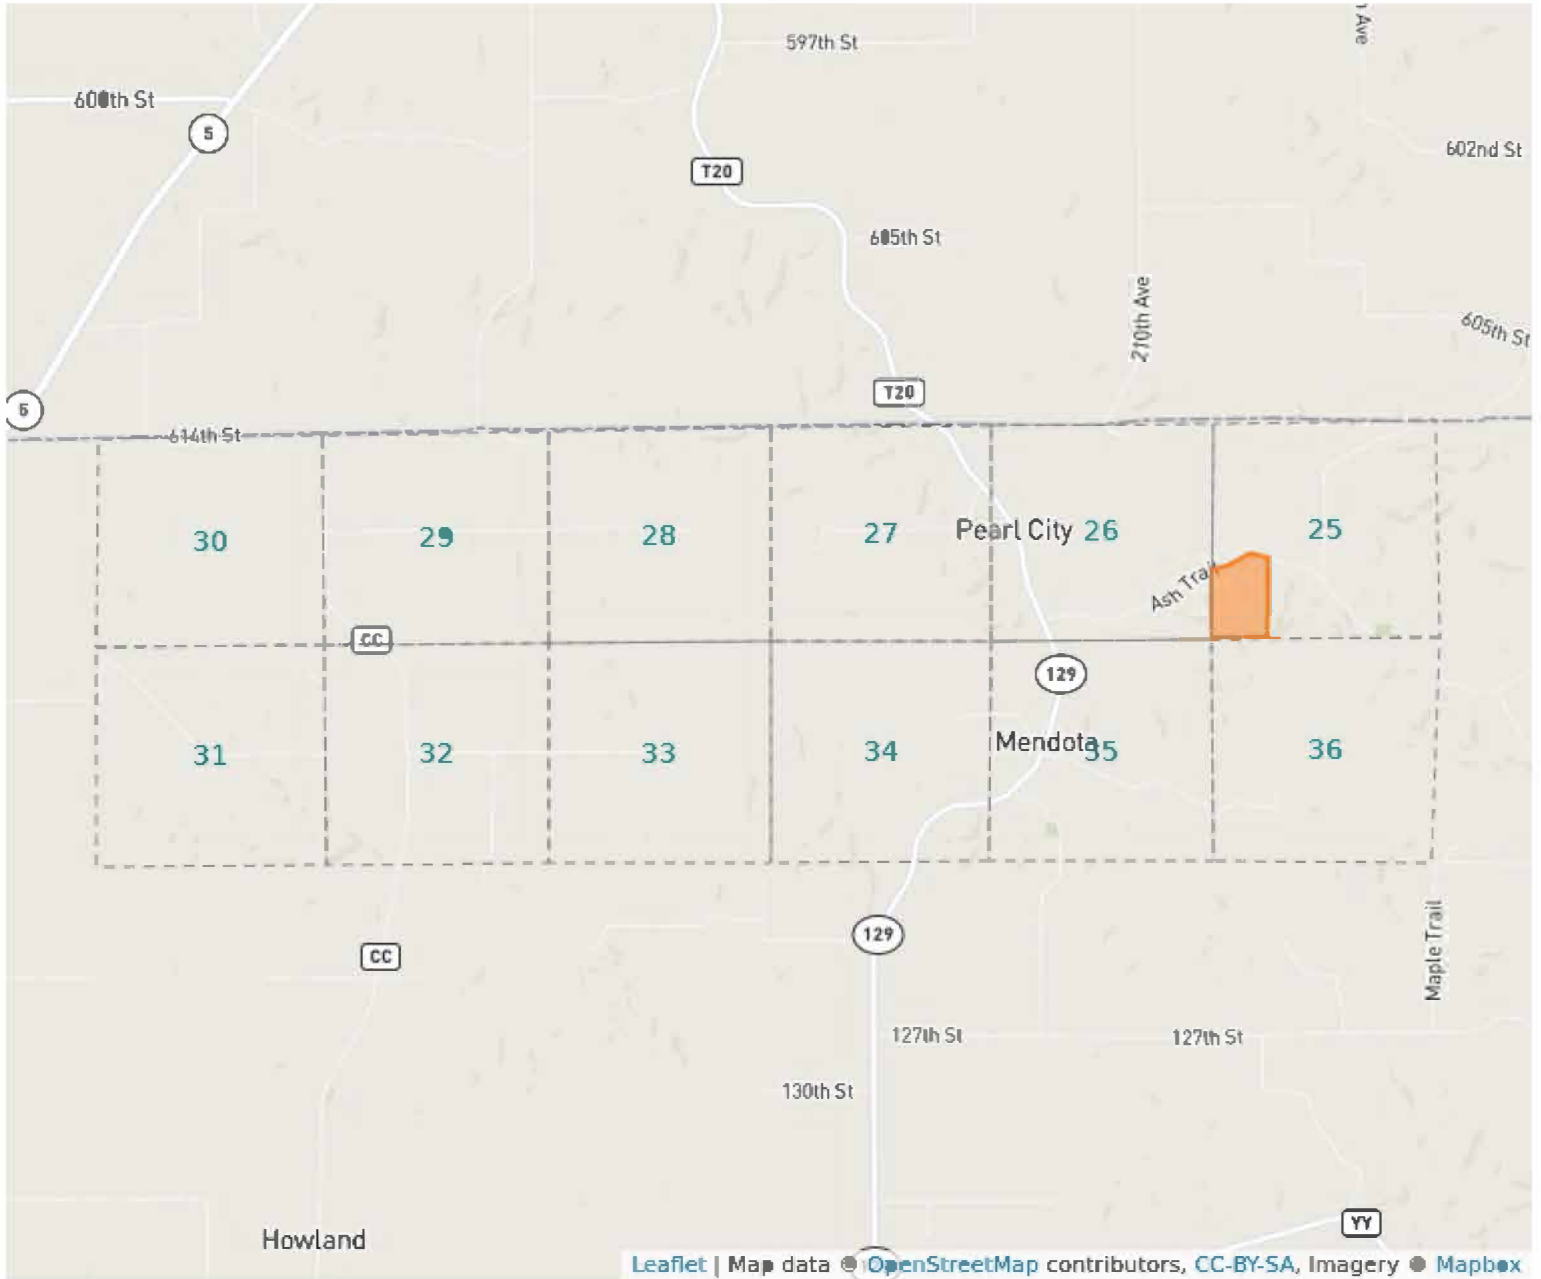 n Ave
597th St
600th St
5
602nd St
T20
605th St
210th Ave
605th St
T20
5
614th St
30
29
28
27
Pearl City
26
25
Ash Trail
CC
129
31
32
33
34
Mendota
35
36
129
CC
Maple Trail
127th St
127th St
130th St
YY
Howland
Leaflet | Map data © OpenStreetMap contributors, CC-BY-SA, Imagery © Mapbox